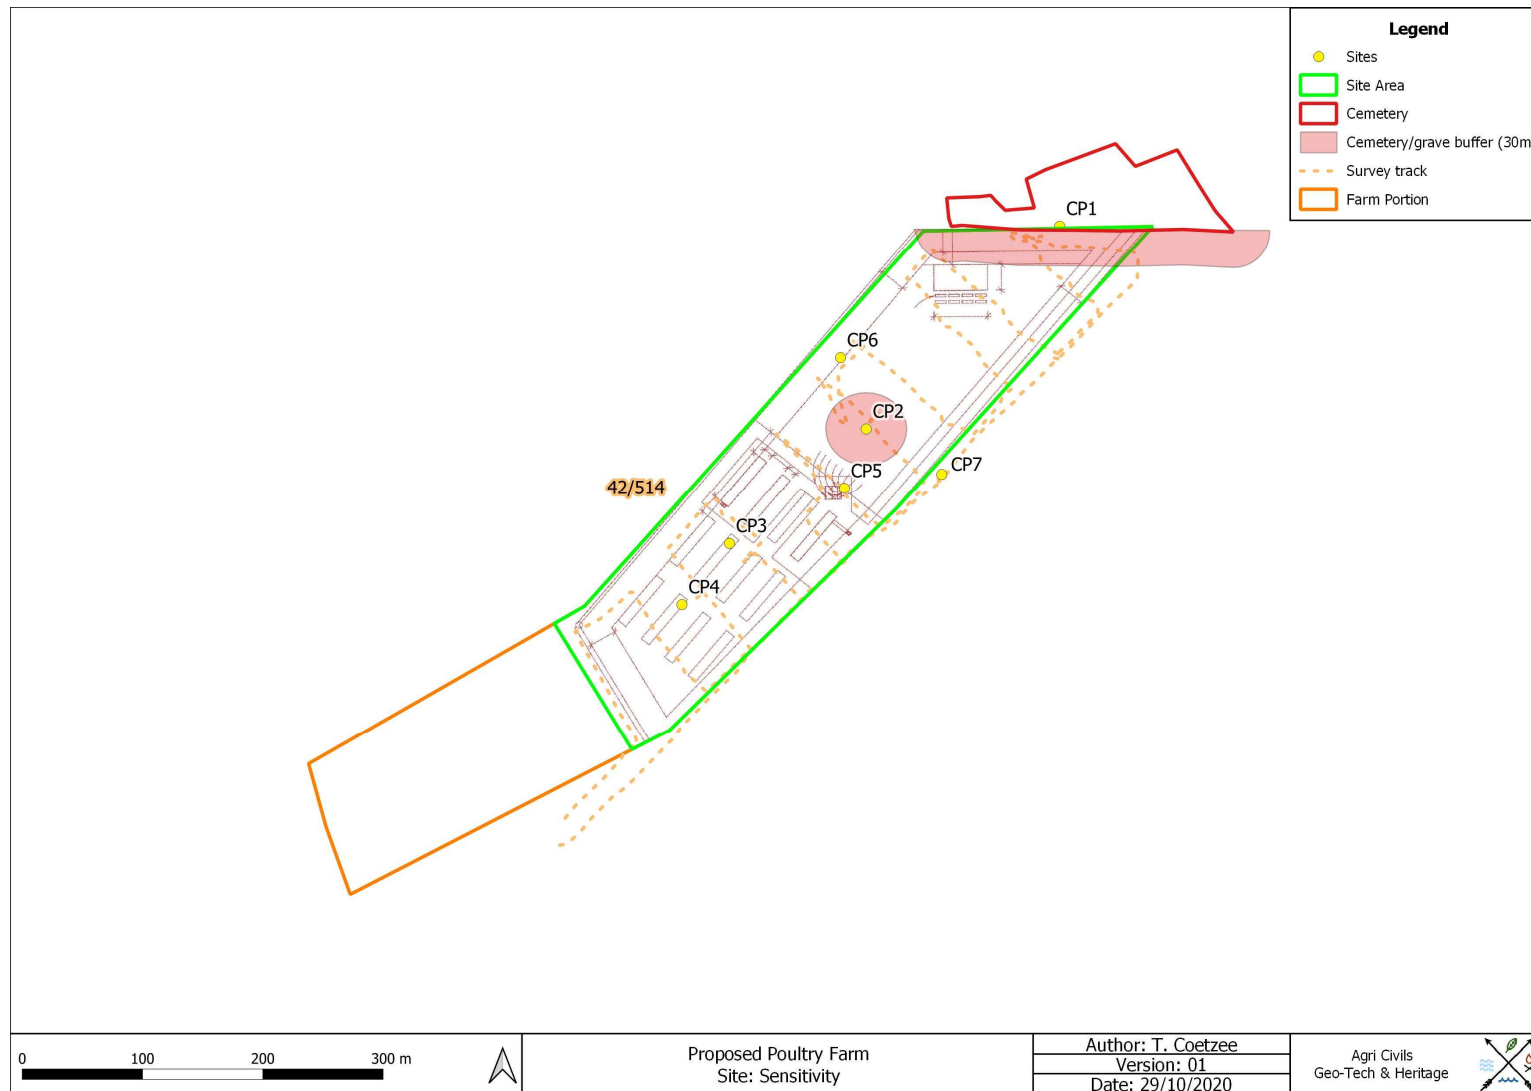 Legend
Sites
Site Area
Cemetery
Cemetery/grave buffer (30m
Survey track
Farm Portion
CP1
CP6
CP2
CP7
CP5
42/514
CP3
CP4
0 100 200 300 m
Proposed Poultry Farm
Site: Sensitivity
Author: T. Coetzee
Version: 01
Date: 29/10/2020
Agri Civils
Geo-Tech & Heritage